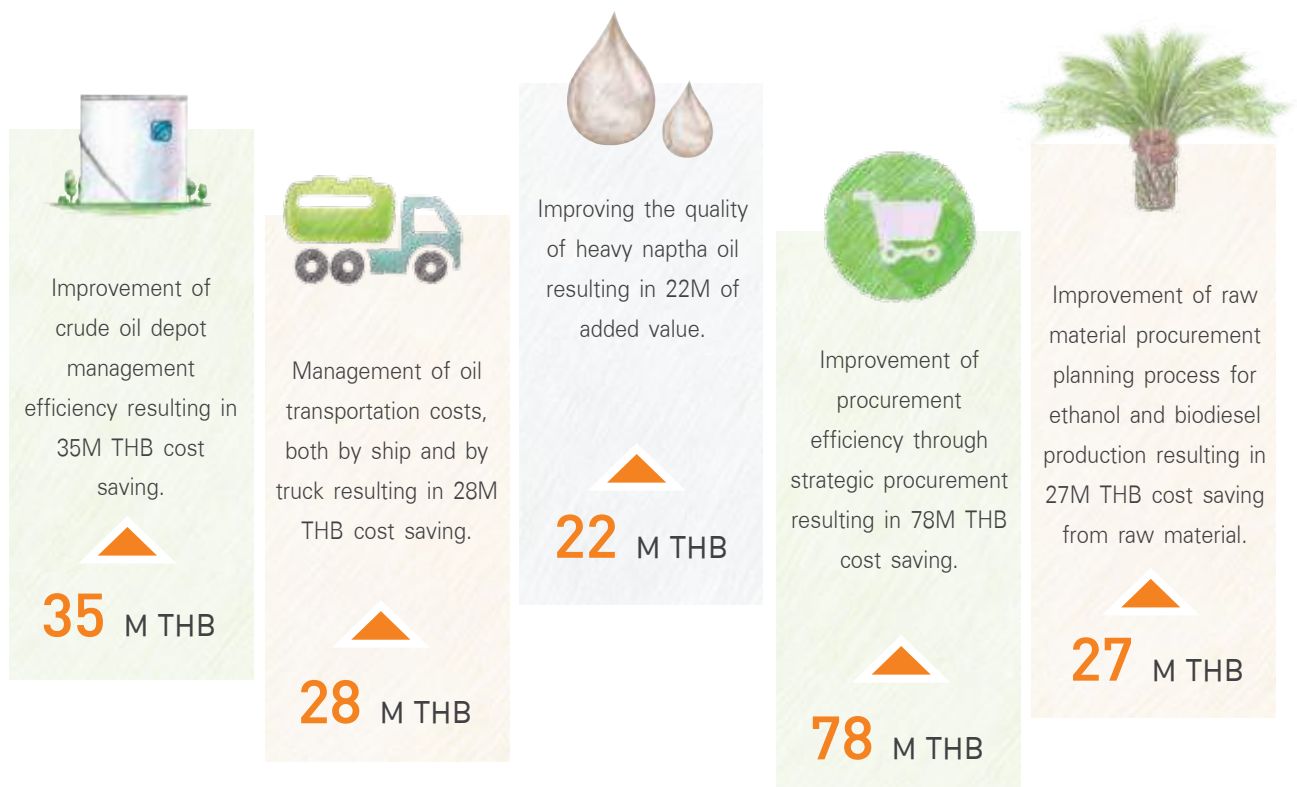 Improvement of
crude oil depot
management
efficiency resulting in
35M THB cost
saving.
35 M THB
Management of oil
transportation costs,
both by ship and by
truck resulting in 28M
THB cost saving.
28 M THB
Improving the quality
of heavy naptha oil
resulting in 22M of
added value.
22 M THB
Improvement of
procurement
efficiency through
strategic procurement
resulting in 78M THB
cost saving.
78 M THB
Improvement of raw
material procurement
planning process for
ethanol and biodiesel
production resulting in
27M THB cost saving
from raw material.
27 M THB